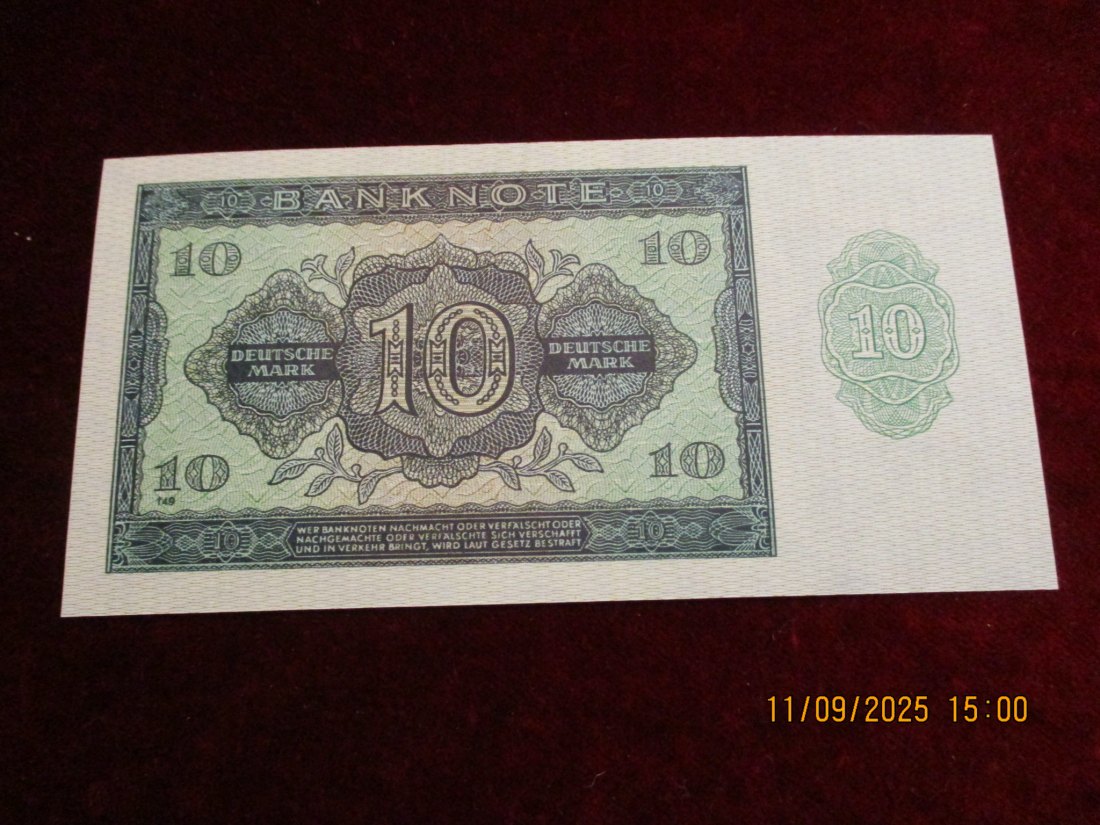 10 BANKNOTE 10
10 10
10
10
DEUTSCHE
MARK
DEUTSCHE
MARK
10 10
149
10
WER BANKNOTEN NACHMACHT ODER VERFÄLSCHT ODER
NACHGEMACHTE ODER VERFÄLSCHTE SICH VERSCHAFFT
UND IN VERKEHR BRINGT, WIRD LAUT GESETZ BESTRAFT
10
11/09/2025 15:00